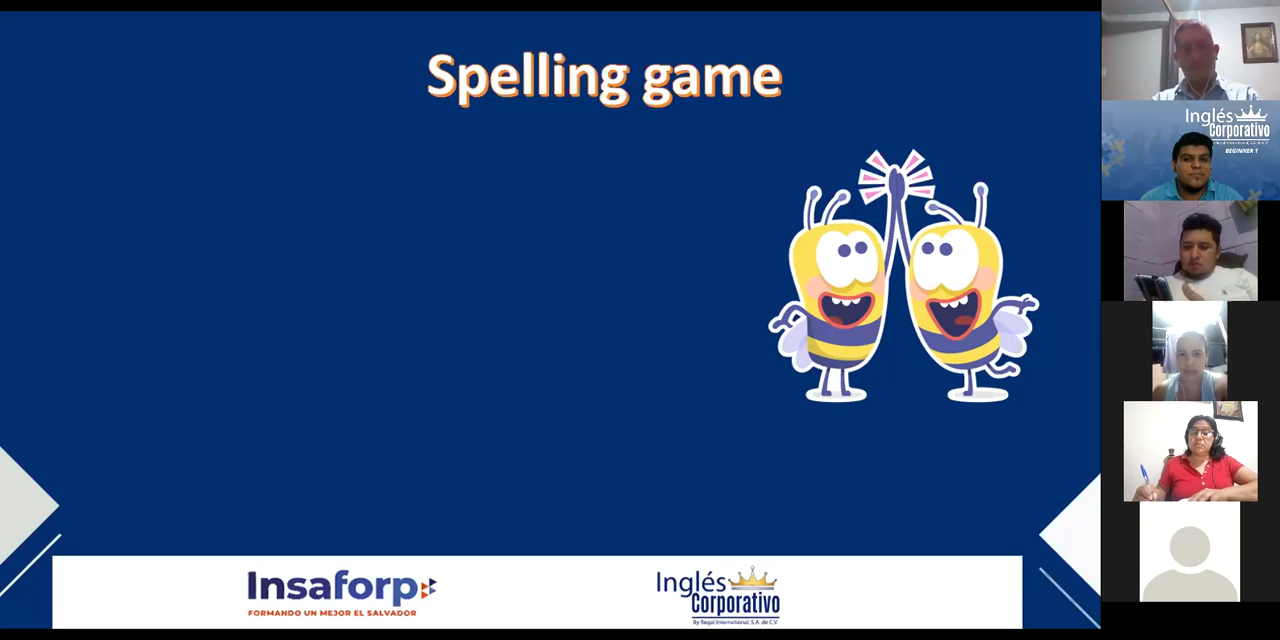 Spelling game
Insaforp
FORMANDO UN MEJOR EL SALVADOR
Inglés
Corporativo
By Regal International, S.A. de C.V
Inglés
Corporativo
BEGINNER 1